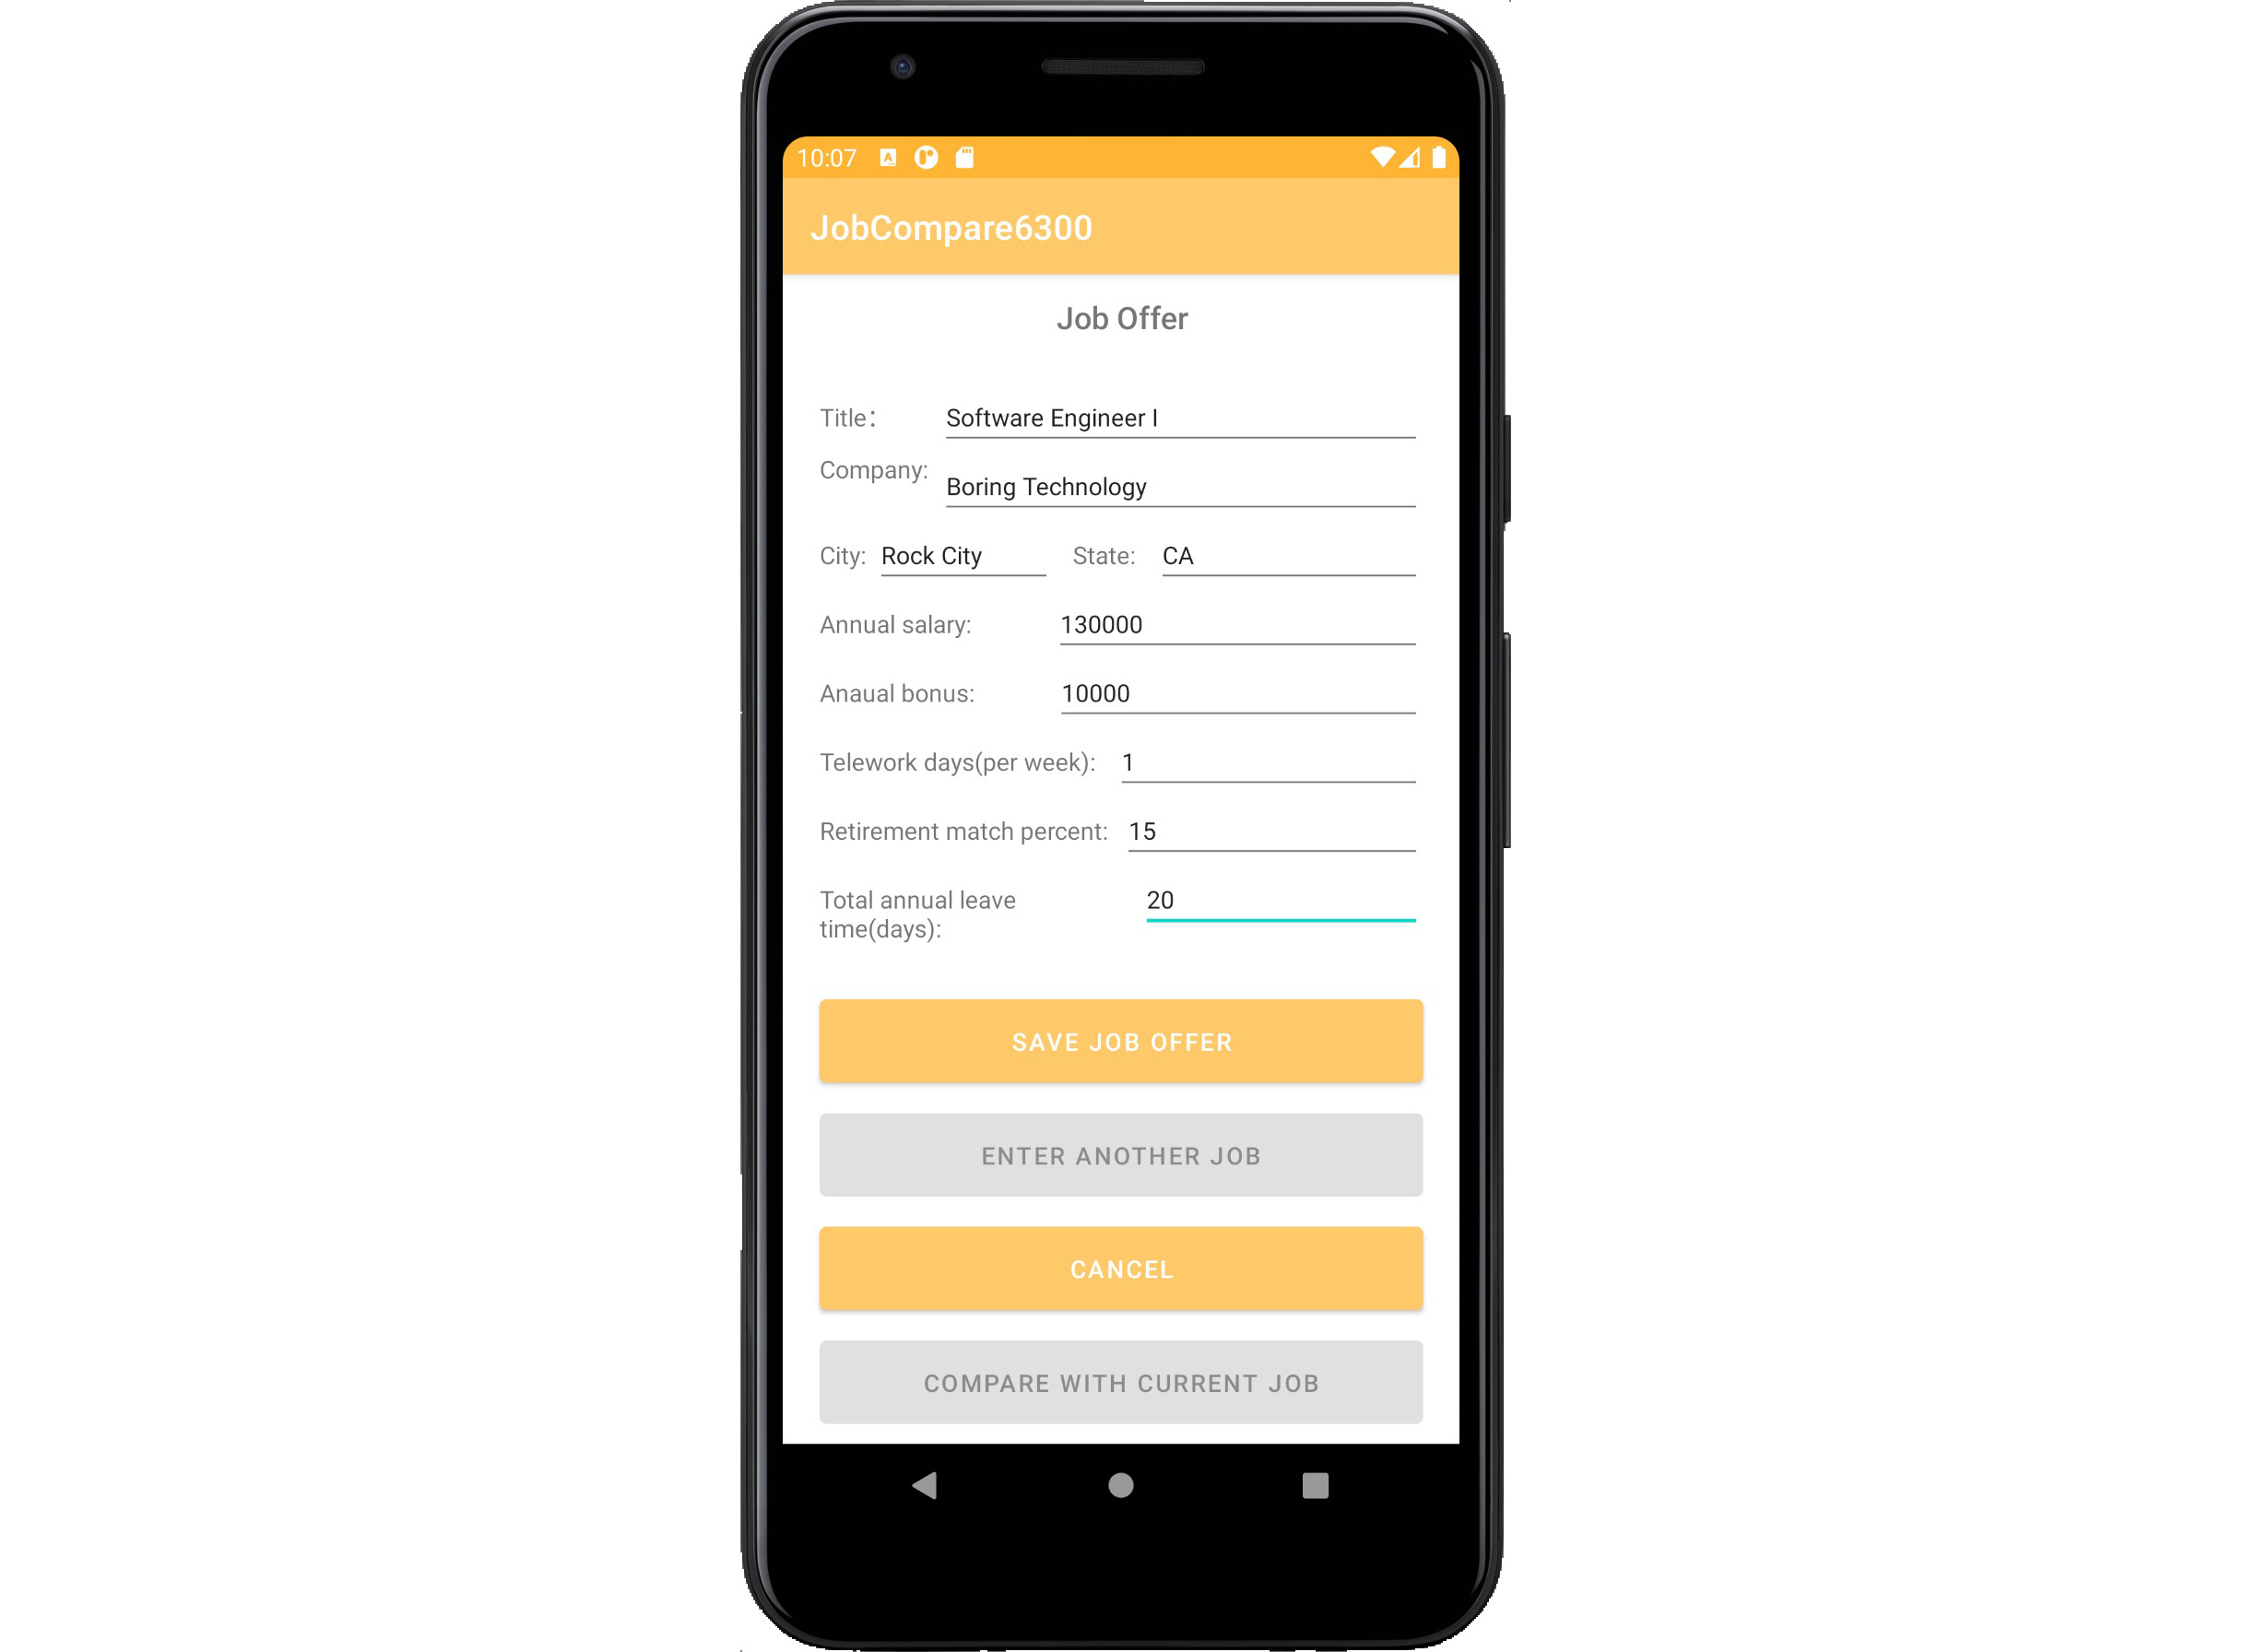 10:07
JobCompare6300
Job Offer
Title: Software Engineer I
Company: Boring Technology
City: Rock City State: CA
Annual salary: 130000
Anaual bonus: 10000
Telework days(per week): 1
Retirement match percent: 15
Total annual leave 20
time(days):
SAVE JOB OFFER
ENTER ANOTHER JOB
CANCEL
COMPARE WITH CURRENT JOB